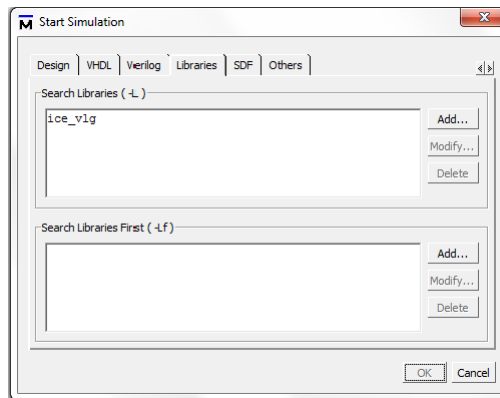 Start Simulation
Design VHDL Verilog Libraries SDF Others
Search Libraries ( -L )
ice_vlg
Add...
Modify...
Delete
Search Libraries First ( -Lf )
Add...
Modify...
Delete
OK Cancel